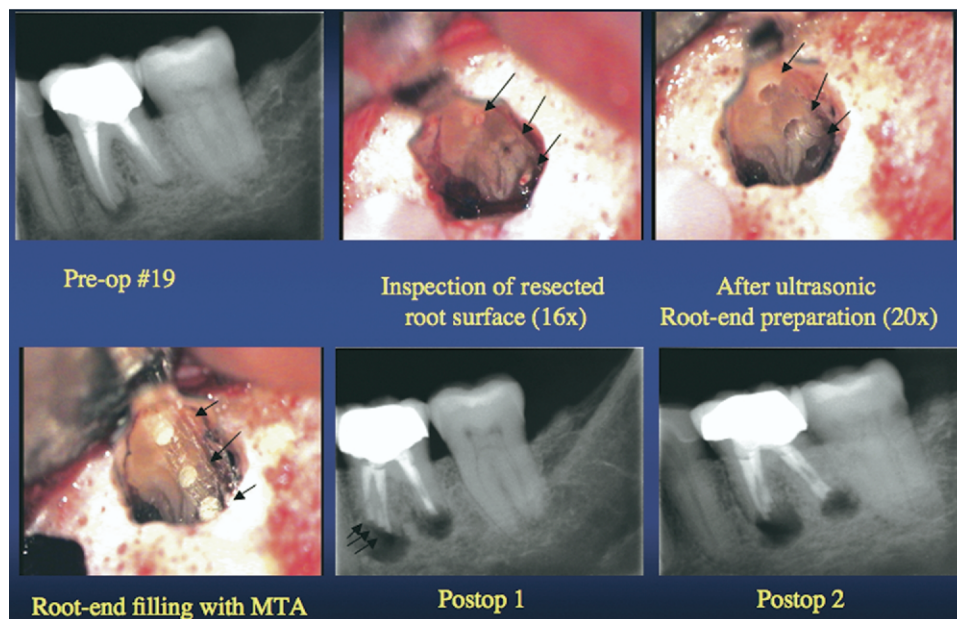 Pre-op #19
Inspection of resected
root surface (16x)
After ultrasonic
Root-end preparation (20x)
Root-end filling with MTA
Postop 1
Postop 2